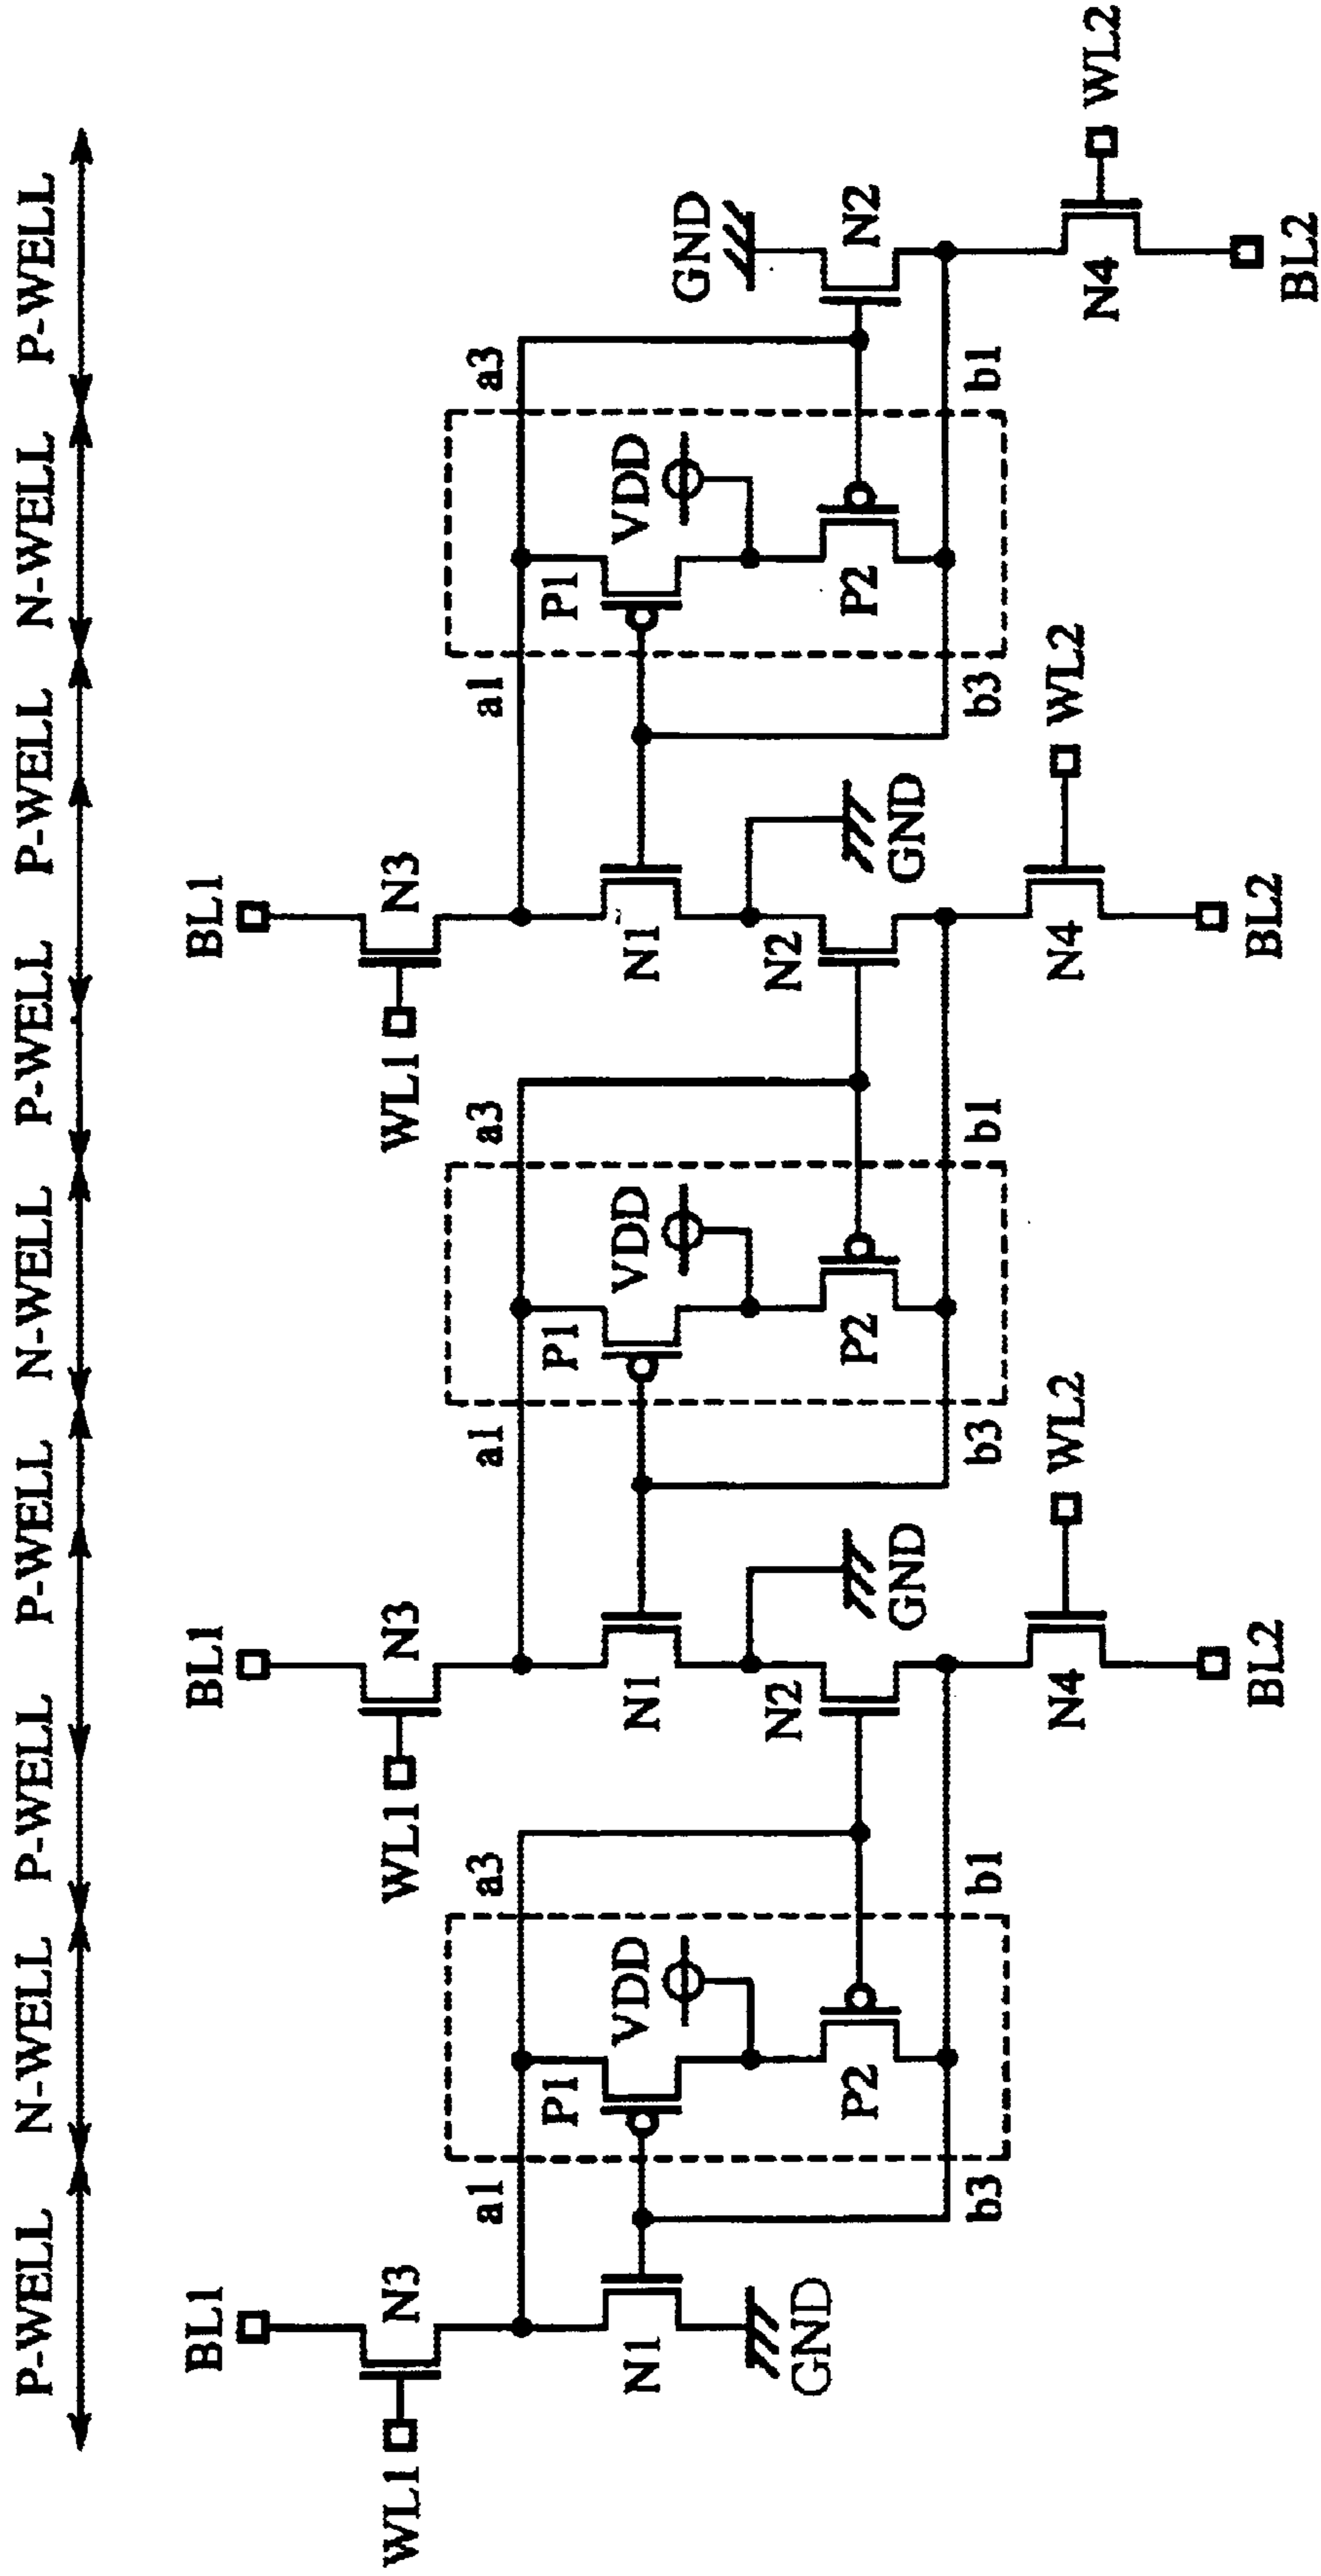 P-WELL N-WELL P-WELL P-WELL N-WELL P-WELL P-WELL N-WELL P-WELL
BL1 BL1 BL1
WL1 N3 WL1 N3 WL1 N3
a1 a3 a1 a3 a1 a3
P1 P1 P1
N1 VDD N1 VDD N1 VDD GND
GND N2 N2
P2 P2 P2 N2
GND GND
b3 b1 b3 b1 b3 b1
N4 WL2 N4 WL2 N4 WL2
BL2 BL2 BL2